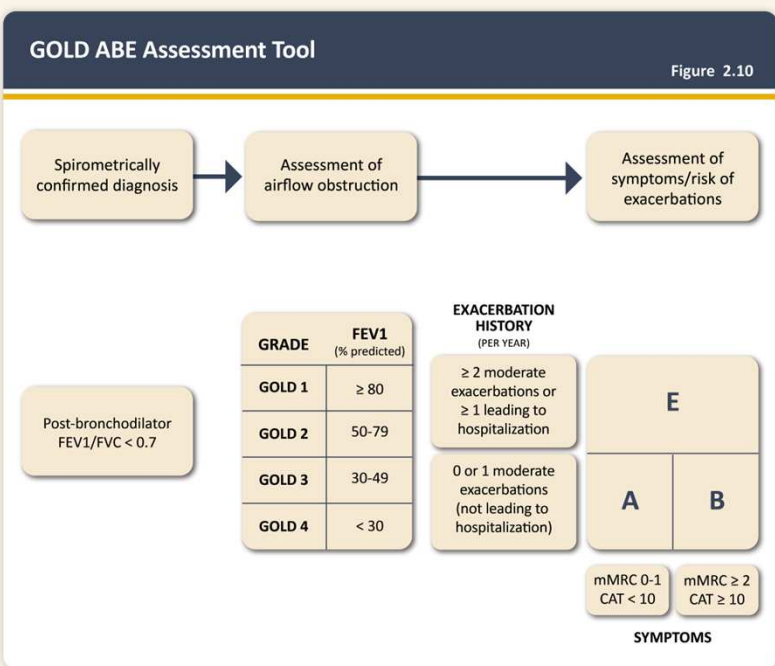 GOLD ABE Assessment Tool
Figure 2.10
Spirometrically
confirmed diagnosis
Assessment of
airflow obstruction
Assessment of
symptoms/risk of
exacerbations
Post-bronchodilator
FEV1/FVC < 0.7
GRADE
FEV1
(% predicted)
GOLD 1
≥ 80
GOLD 2
50-79
GOLD 3
30-49
GOLD 4
< 30
EXACERBATION
HISTORY
(PER YEAR)
≥ 2 moderate
exacerbations or
≥ 1 leading to
hospitalization
0 or 1 moderate
exacerbations
(not leading to
hospitalization)
E
A
B
mMRC 0-1
CAT < 10
mMRC ≥ 2
CAT ≥ 10
SYMPTOMS